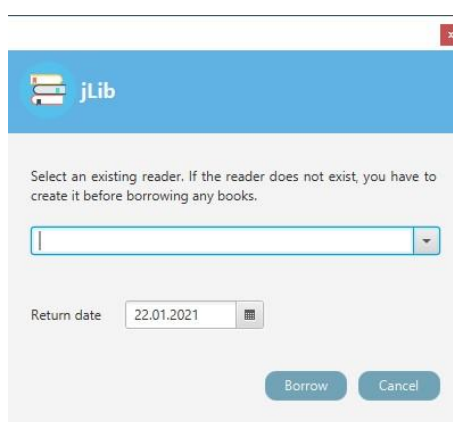 jLib
Select an existing reader. If the reader does not exist, you have to
create it before borrowing any books.
Return date 22.01.2021
Borrow Cancel